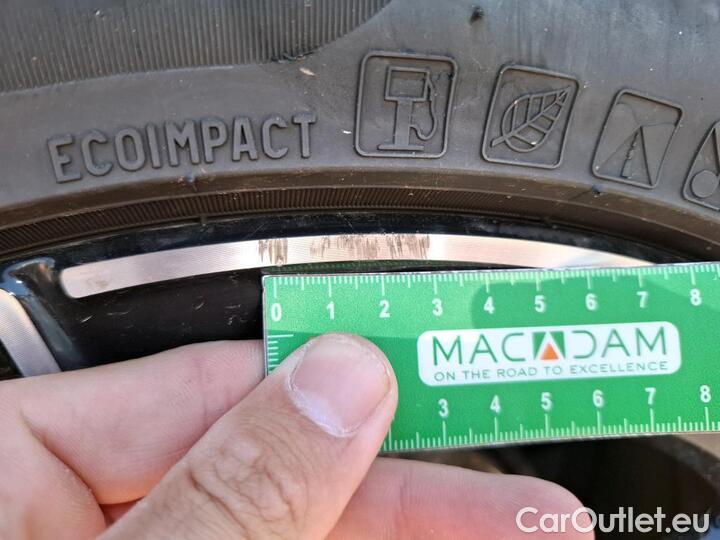 ECOIMPACT
0 1 2 3 4 5 6 7 8
MACADAM
ON THE ROAD TO EXCELLENCE
3 4 5 6 7 8
CarOutlet.eu